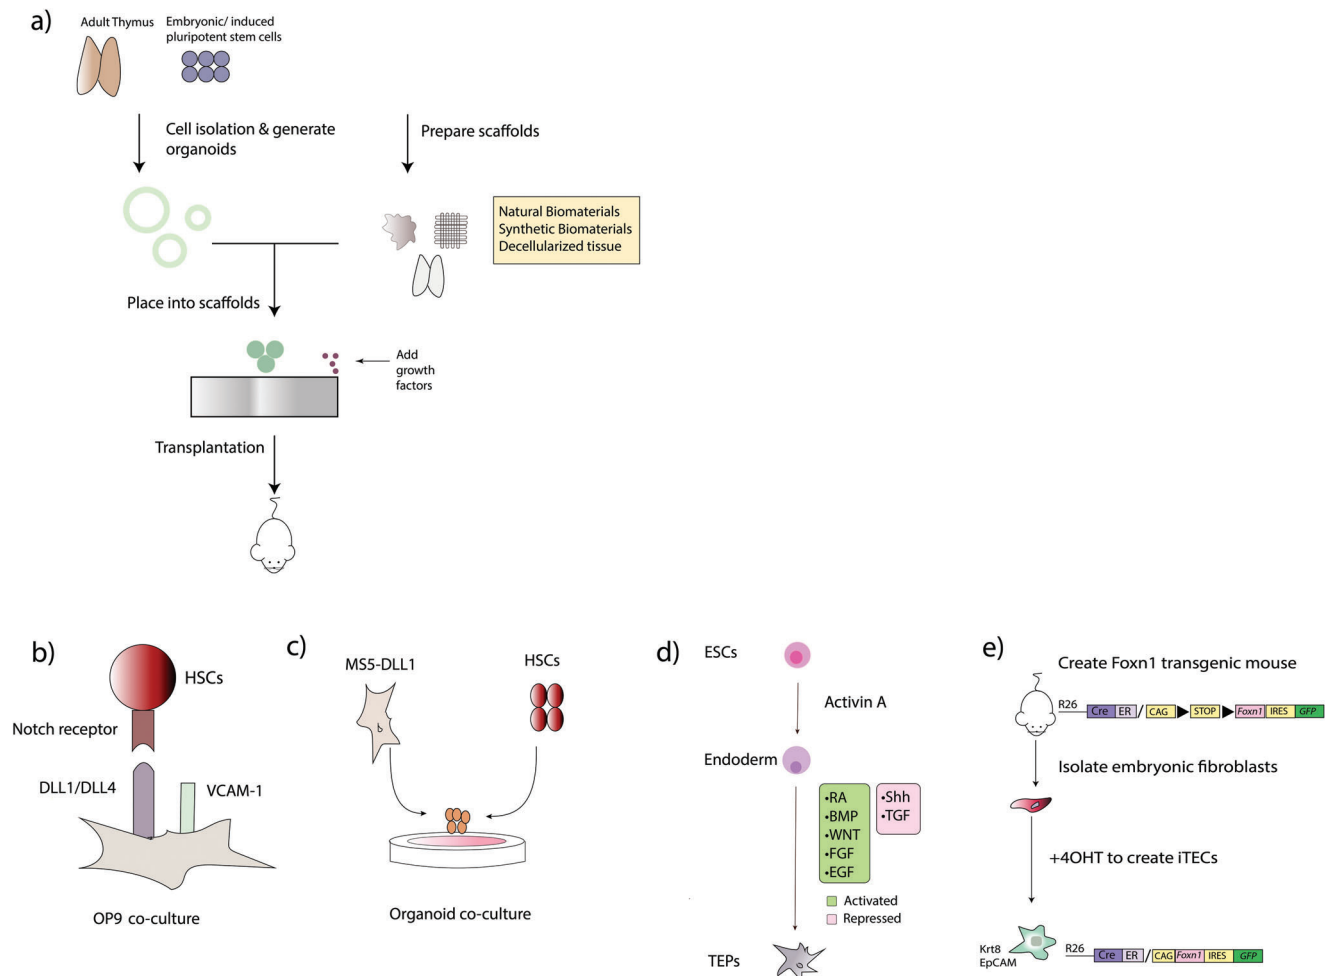 a)
Adult Thymus
Embryonic/ induced
pluripotent stem cells
Cell isolation & generate
organoids
Prepare scaffolds
Natural Biomaterials
Synthetic Biomaterials
Decellularized tissue
Place into scaffolds
Add
growth
factors
Transplantation
b)
HSCs
Notch receptor
DLL1/DLL4
VCAM-1
OP9 co-culture
c)
MS5-DLL1
HSCs
Organoid co-culture
d)
ESCs
Activin A
Endoderm
•RA
•BMP
•WNT
•FGF
•EGF
•Shh
•TGF
Activated
Repressed
TEPs
e)
Create Foxn1 transgenic mouse
R26
Cre ER / CAG STOP Foxn1 IRES GFP
Isolate embryonic fibroblasts
+4OHT to create iTECs
Krt8
EpCAM
R26
Cre ER / CAG Foxn1 IRES GFP